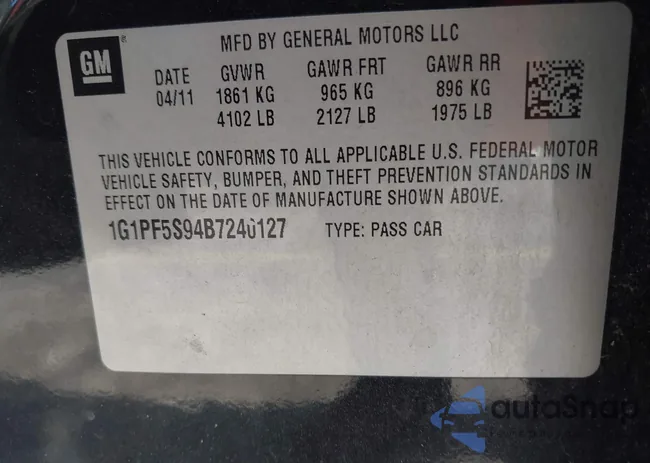 GM
MFD BY GENERAL MOTORS LLC
DATE GVWR GAWR FRT GAWR RR
04/11 1861 KG 965 KG 896 KG
4102 LB 2127 LB 1975 LB
THIS VEHICLE CONFORMS TO ALL APPLICABLE U.S. FEDERAL MOTOR
VEHICLE SAFETY, BUMPER, AND THEFT PREVENTION STANDARDS IN
EFFECT ON THE DATE OF MANUFACTURE SHOWN ABOVE.
1G1PF5S94B7240127 TYPE: PASS CAR
autoSnap